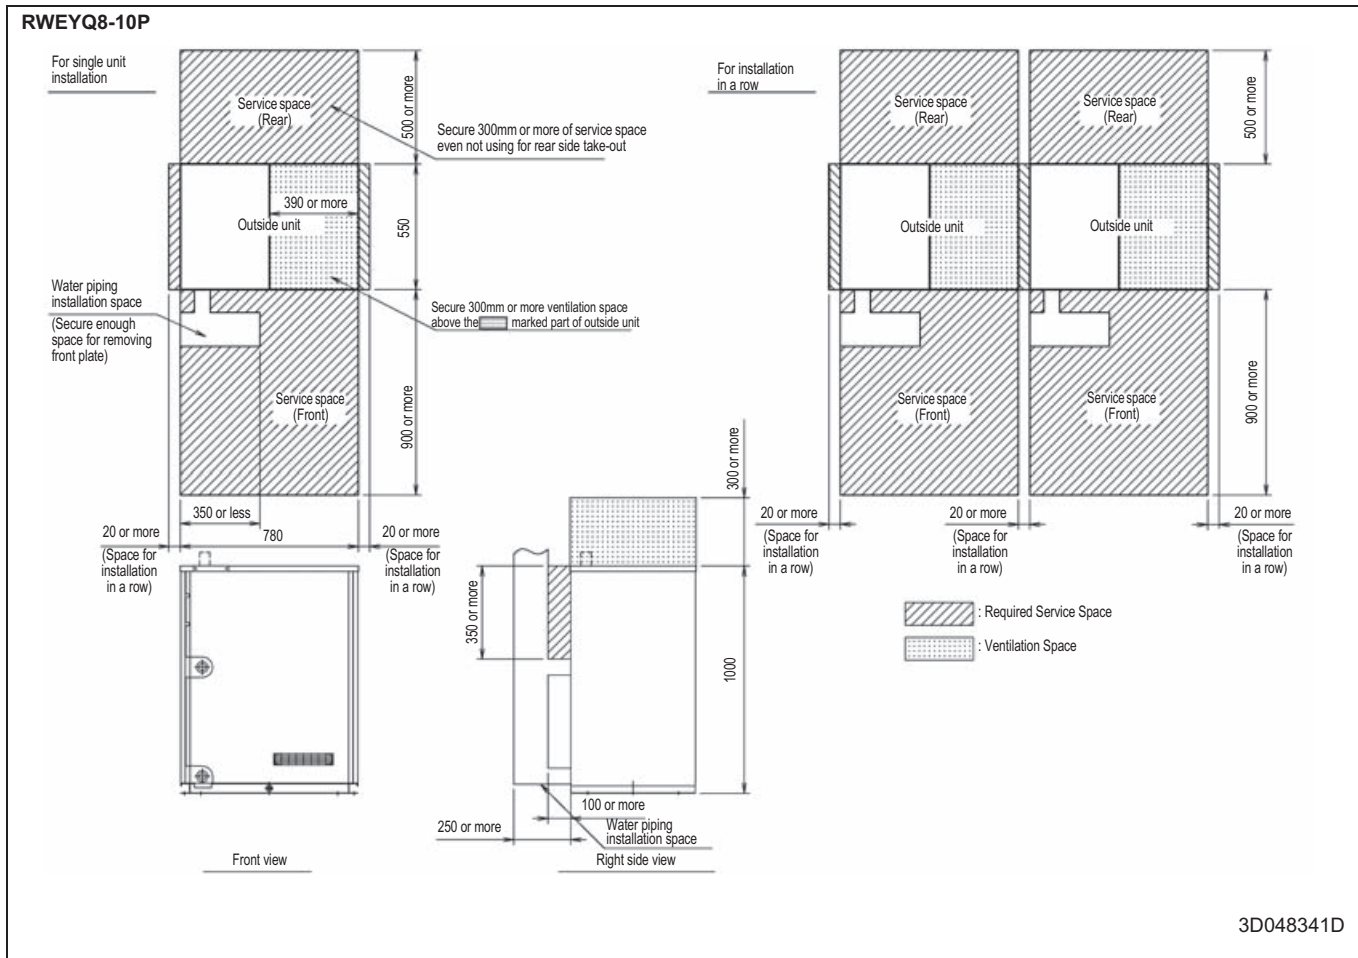 RWEYQ8-10P
For single unit
installation
Service space
(Rear)
500 or more
Secure 300mm or more of service space
even not using for rear side take-out
390 or more
Outside unit
550
Water piping
installation space
(Secure enough
space for removing
front plate)
Secure 300mm or more ventilation space
above the marked part of outside unit
Service space
(Front)
900 or more
350 or less
780
20 or more
(Space for
installation
in a row)
20 or more
(Space for
installation
in a row)
Front view
300 or more
350 or more
1000
100 or more
250 or more
Water piping
installation space
Right side view
For installation
in a row
Service space
(Rear)
Service space
(Rear)
500 or more
Outside unit
Outside unit
Service space
(Front)
Service space
(Front)
900 or more
20 or more
(Space for
installation
in a row)
20 or more
(Space for
installation
in a row)
20 or more
(Space for
installation
in a row)
: Required Service Space
: Ventilation Space
3D048341D